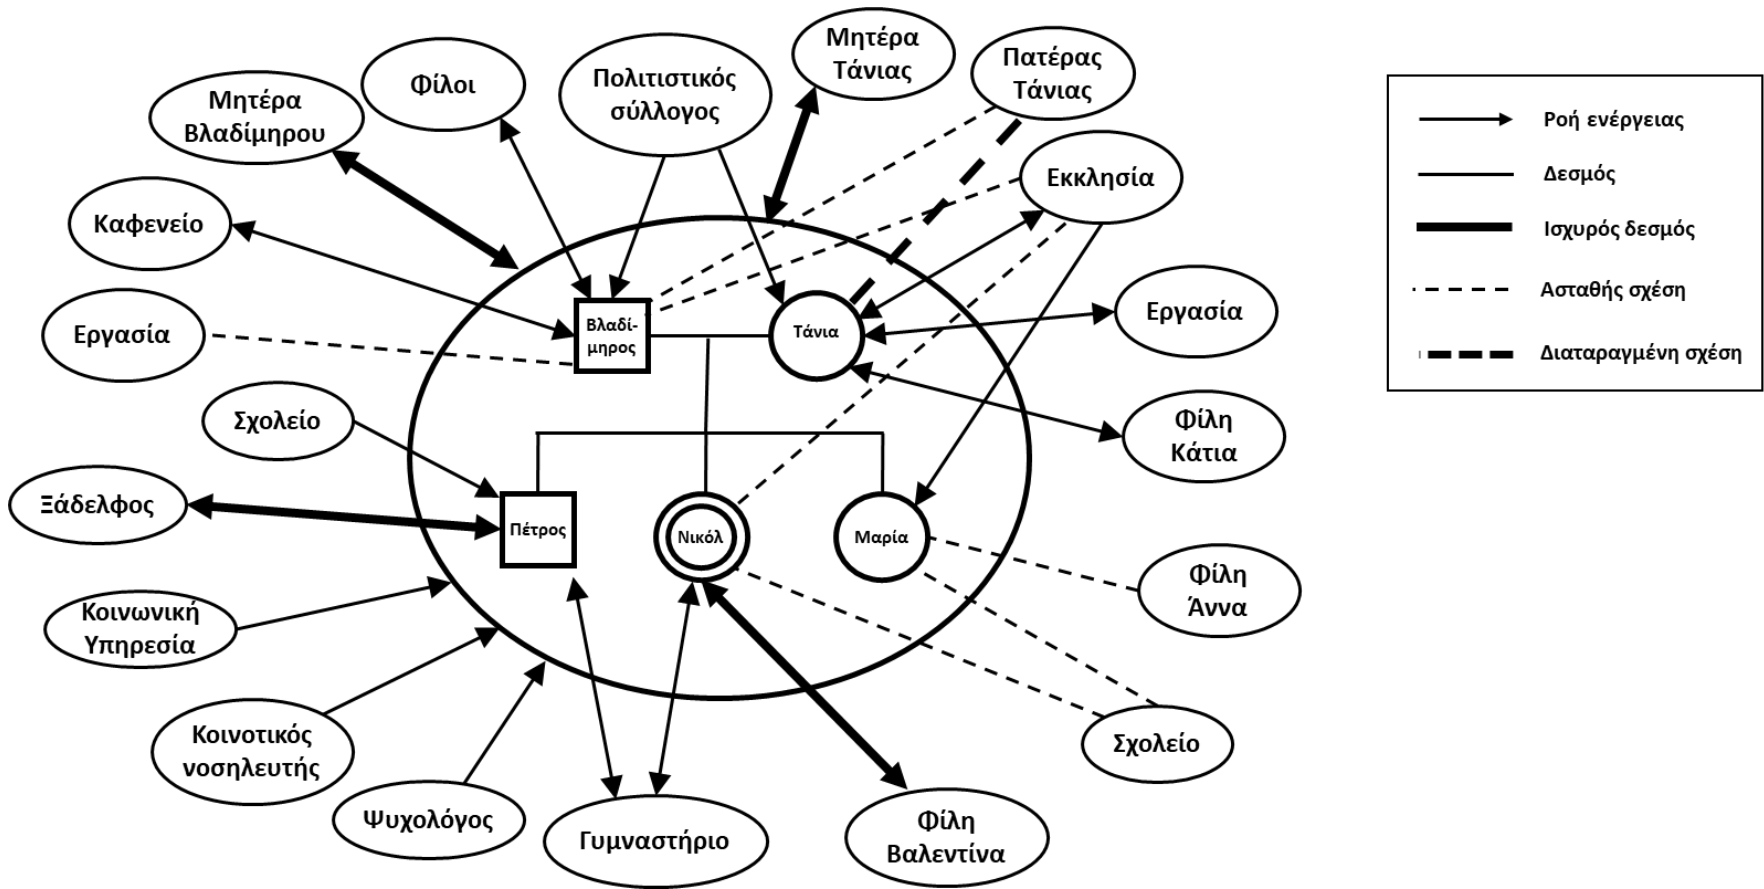 Μητέρα
Βλαδίμηρου
Φίλοι
Πολιτιστικός
σύλλογος
Μητέρα
Τάνιας
Πατέρας
Τάνιας
Εκκλησία
Καφενείο
Εργασία
Βλαδί-
μηρος
Τάνια
Εργασία
Σχολείο
Φίλη
Κάτια
Ξάδελφος
Πέτρος
Νικόλ
Μαρία
Φίλη
Άννα
Κοινωνική
Υπηρεσία
Κοινοτικός
νοσηλευτής
Ψυχολόγος
Γυμναστήριο
Φίλη
Βαλεντίνα
Σχολείο
Ροή ενέργειας
Δεσμός
Ισχυρός δεσμός
Ασταθής σχέση
Διαταραγμένη σχέση